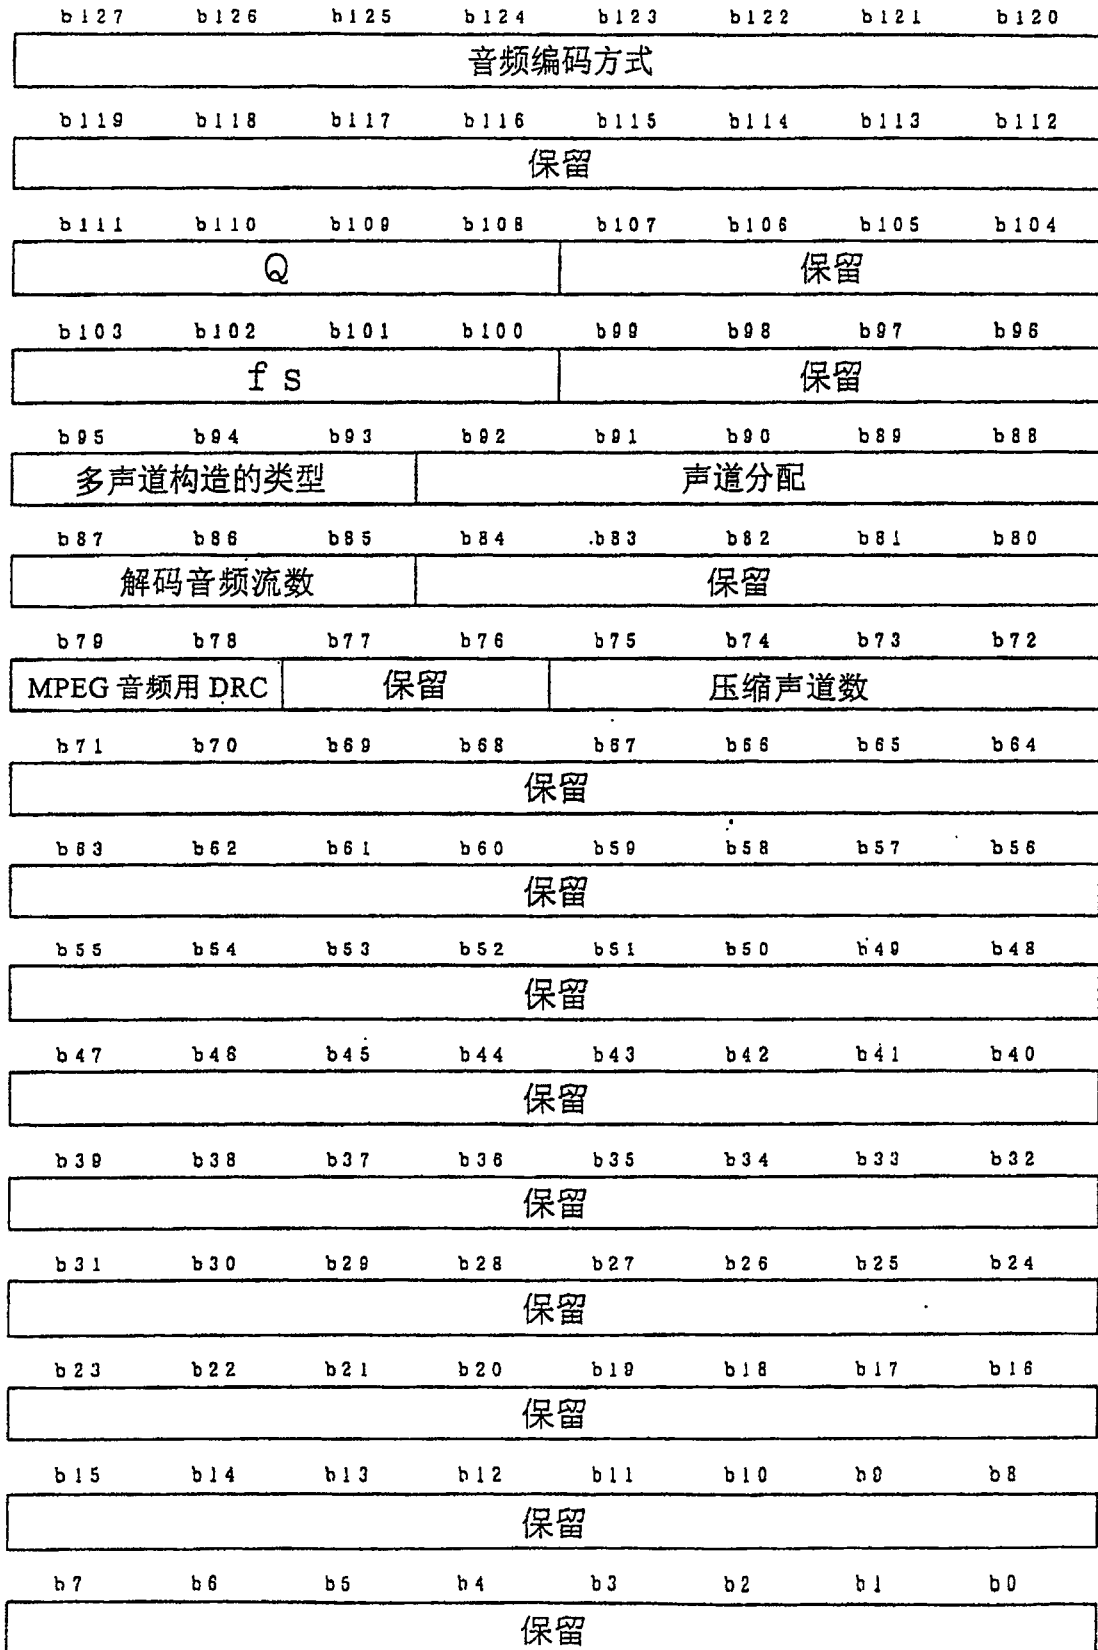 b127 b126 b125 b124 b123 b122 b121 b120
音频编码方式
b119 b118 b117 b116 b115 b114 b113 b112
保留
b111 b110 b109 b108 b107 b106 b105 b104
Q 保留
b103 b102 b101 b100 b99 b98 b97 b96
fs 保留
b95 b94 b93 b92 b91 b90 b89 b88
多声道构造的类型 声道分配
b87 b86 b85 b84 b83 b82 b81 b80
解码音频流数 保留
b79 b78 b77 b76 b75 b74 b73 b72
MPEG 音频用 DRC 保留 压缩声道数
b71 b70 b69 b68 b67 b66 b65 b64
保留
b63 b62 b61 b60 b59 b58 b57 b56
保留
b55 b54 b53 b52 b51 b50 b49 b48
保留
b47 b46 b45 b44 b43 b42 b41 b40
保留
b39 b38 b37 b36 b35 b34 b33 b32
保留
b31 b30 b29 b28 b27 b26 b25 b24
保留
b23 b22 b21 b20 b19 b18 b17 b16
保留
b15 b14 b13 b12 b11 b10 b9 b8
保留
b7 b6 b5 b4 b3 b2 b1 b0
保留